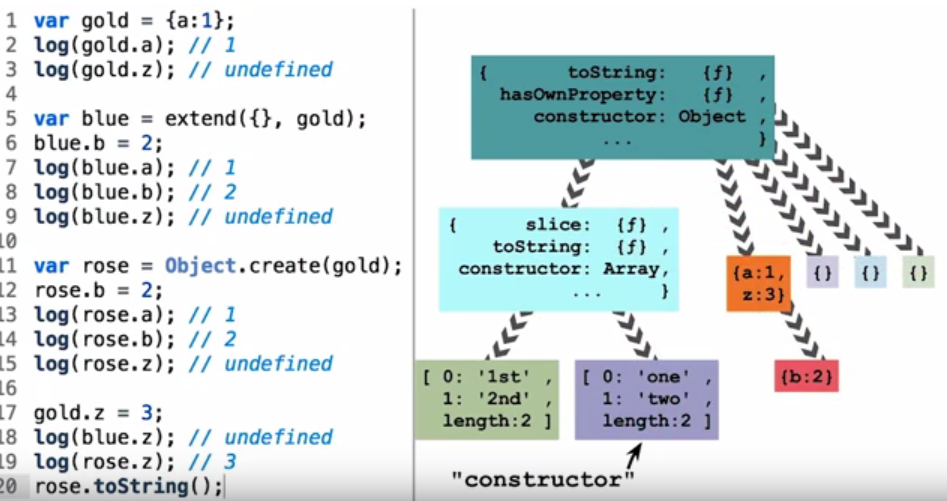 1 var gold = {a:1};
2 log(gold.a); // 1
3 log(gold.z); // undefined
4
5 var blue = extend({}, gold);
6 blue.b = 2;
7 log(blue.a); // 1
8 log(blue.b); // 2
9 log(blue.z); // undefined
10
11 var rose = Object.create(gold);
12 rose.b = 2;
13 log(rose.a); // 1
14 log(rose.b); // 2
15 log(rose.z); // undefined
16
17 gold.z = 3;
18 log(blue.z); // undefined
19 log(rose.z); // 3
20 rose.toString();
{ toString: {ƒ} ,
hasOwnProperty: {ƒ} ,
constructor: Object ,
... }
{ slice: {ƒ} ,
toString: {ƒ} ,
constructor: Array,
... }
{a:1,
z:3}
{}
{}
{}
[ 0: '1st' ,
1: '2nd' ,
length:2 ]
[ 0: 'one' ,
1: 'two' ,
length:2 ]
{b:2}
"constructor"